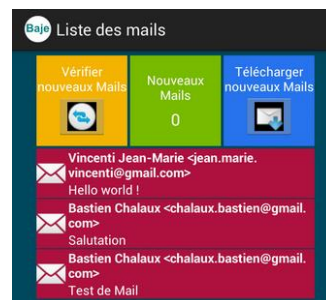 Baje Liste des mails
Vérifier
nouveaux Mails
Nouveaux
Mails
0
Télécharger
nouveaux Mails
Vincenti Jean-Marie <jean.marie.
vincenti@gmail.com>
Hello world !
Bastien Chalaux <chalaux.bastien@gmail.
com>
Salutation
Bastien Chalaux <chalaux.bastien@gmail.
com>
Test de Mail